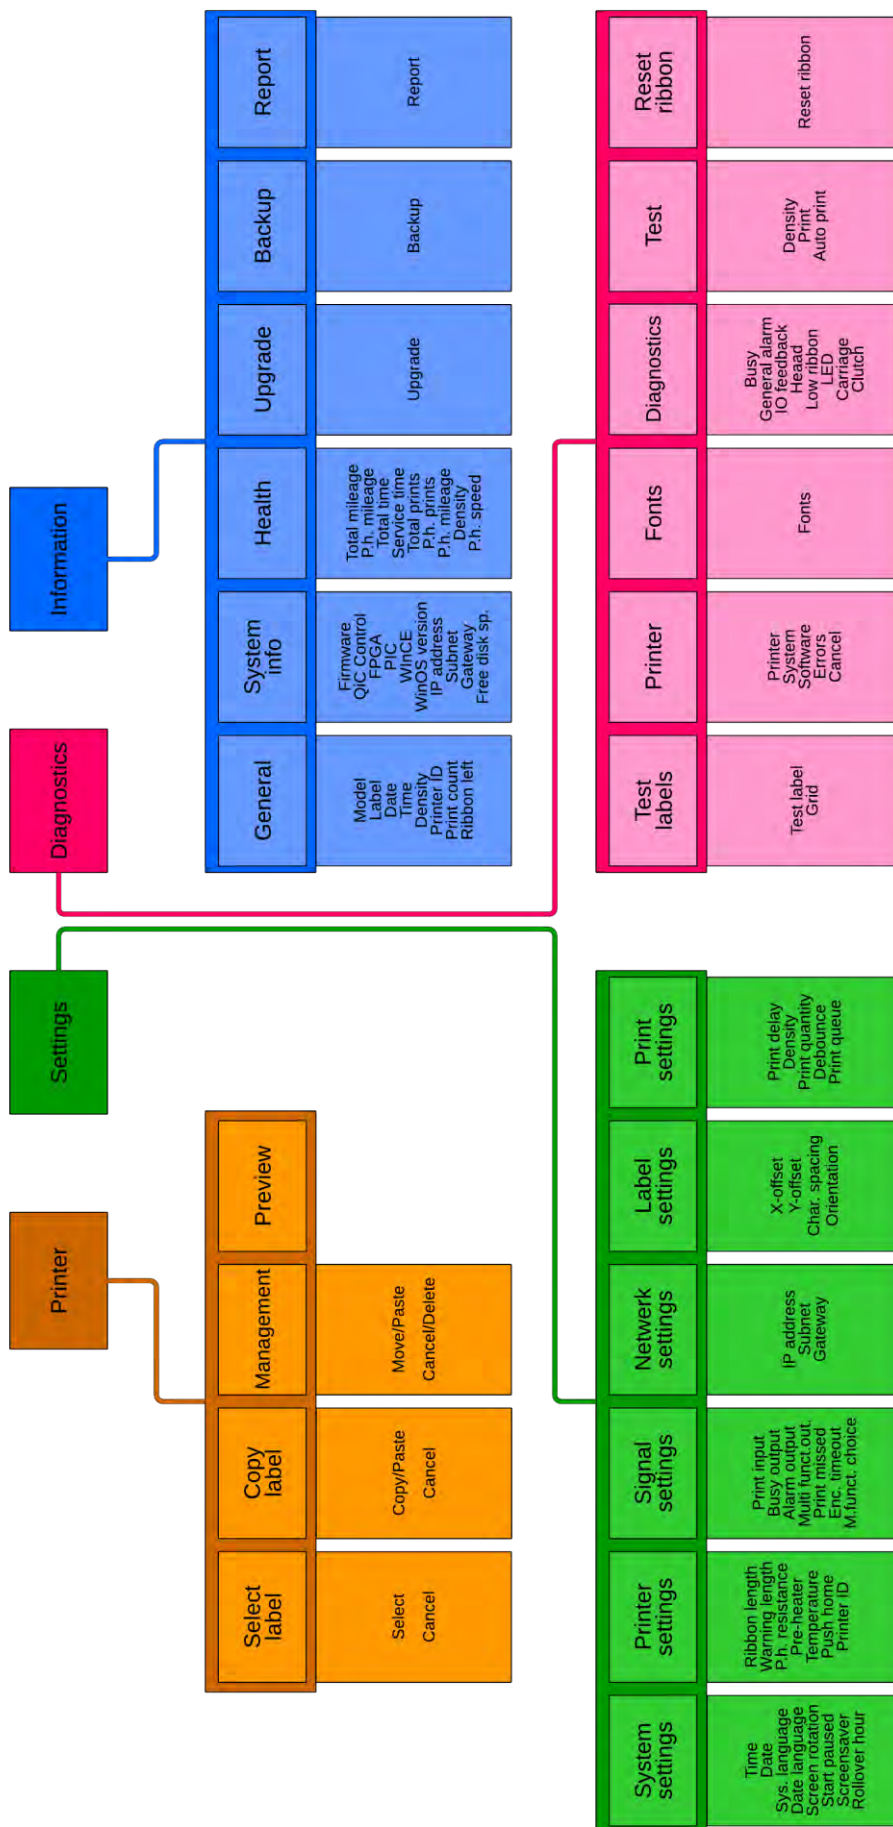 Printer
Settings
Diagnostics
Information
Select
label
Copy
label
Management
Preview
Select
Cancel
Copy/Paste
Cancel
Move/Paste
Cancel/Delete
General
System
info
Health
Upgrade
Backup
Report
Model
Label
Date
Time
Density
Printer ID
Print count
Ribbon left
Firmware
QiC Control
FPGA
PIC
WInCE
WinOS version
IP address
Subnet
Gateway
Free disk sp.
Total mileage
P.h. mileage
Total time
Service time
Total prints
P.h. prints
P.h. mileage
Density
P.h. speed
Upgrade
Backup
Report
System
settings
Printer
settings
Signal
settings
Netwerk
settings
Label
settings
Print
settings
Time
Date
Sys. language
Date language
Screen rotation
Start paused
Screensaver
Rollover hour
Ribbon length
Warning length
P.h. resistance
Pre-heater
Temperature
Push home
Printer ID
Print input
Busy output
Alarm output
Multi funct.out.
Print missed
Enc. timeout
M.funct. choice
IP address
Subnet
Gateway
X-offset
Y-offset
Char. spacing
Orientation
Print delay
Density
Print quantity
Debounce
Print queue
Test
labels
Printer
Fonts
Diagnostics
Test
Reset
ribbon
Test label
Grid
Printer
System
Software
Errors
Cancel
Fonts
Busy
General alarm
IO feedback
Heaad
Low ribbon
LED
Carriage
Clutch
Density
Print
Auto print
Reset ribbon